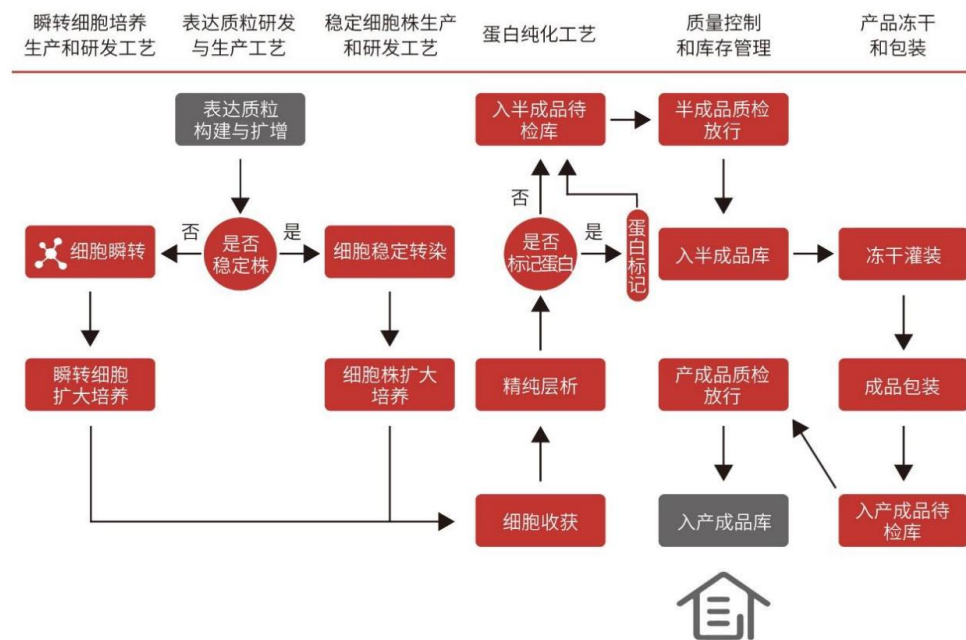 瞬转细胞培养
生产和研发工艺
表达质粒研发
与生产工艺
稳定细胞株生产
和研发工艺
蛋白纯化工艺
质量控制
和库存管理
产品冻干
和包装
表达质粒
构建与扩增
入半成品待
检库
半成品质检
放行
否
细胞瞬转
否
是否
稳定株
是
细胞稳定转染
是否
标记蛋白
是
蛋白标记
入半成品库
冻干灌装
瞬转细胞
扩大培养
细胞株扩大
培养
精纯层析
产成品质检
放行
成品包装
细胞收获
入产成品库
入产成品待
检库